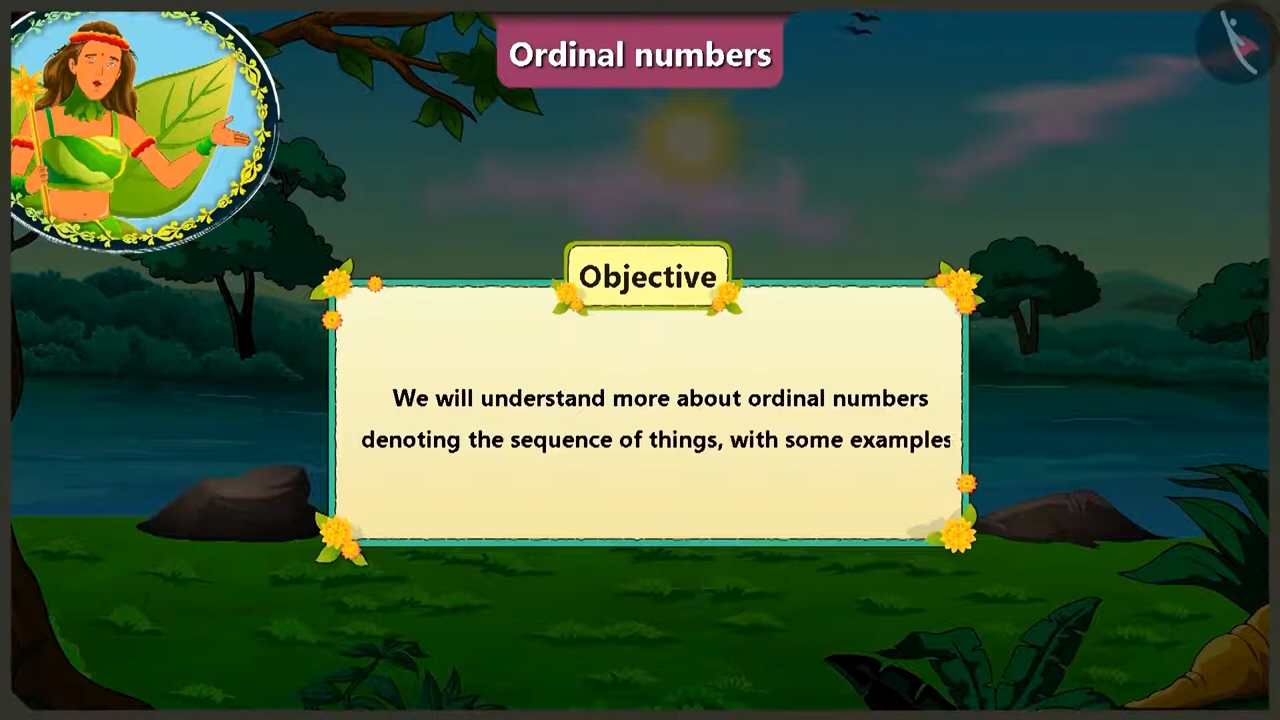 Ordinal numbers
Objective
We will understand more about ordinal numbers
denoting the sequence of things, with some examples